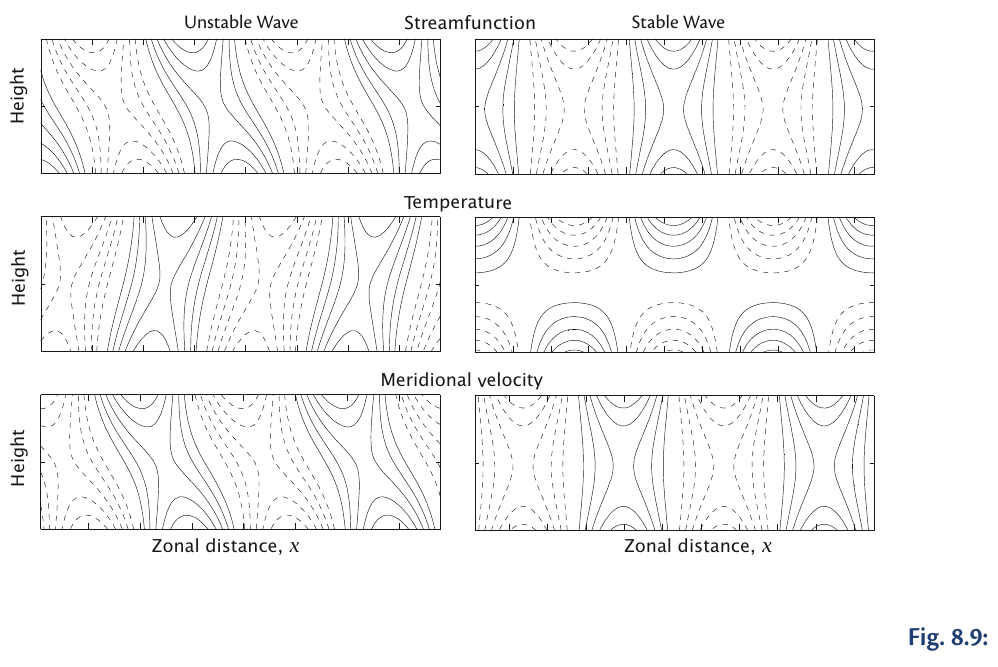 Unstable Wave Streamfunction Stable Wave
Height
Temperature
Height
Meridional velocity
Height
Zonal distance, x Zonal distance, x
Fig. 8.9: